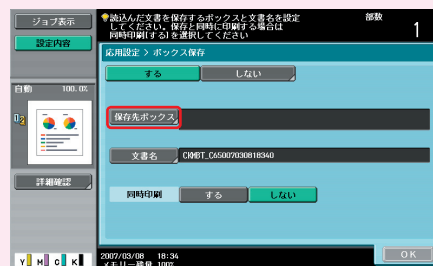 ジョブ表示
設定内容
読込んだ文書を保存するボックスと文書名を設定
してください。保存と同時に印刷する場合は
同時印刷[する]を選択してください
部数
1
応用設定 > ボックス保存
する
しない
自動 100.0%
保存先ボックス
文書名
CKMBT_C65007030818340
詳細確認
同時印刷
する
しない
OK
2007/03/08 18:34
メモリー残量 100%
Y M C K